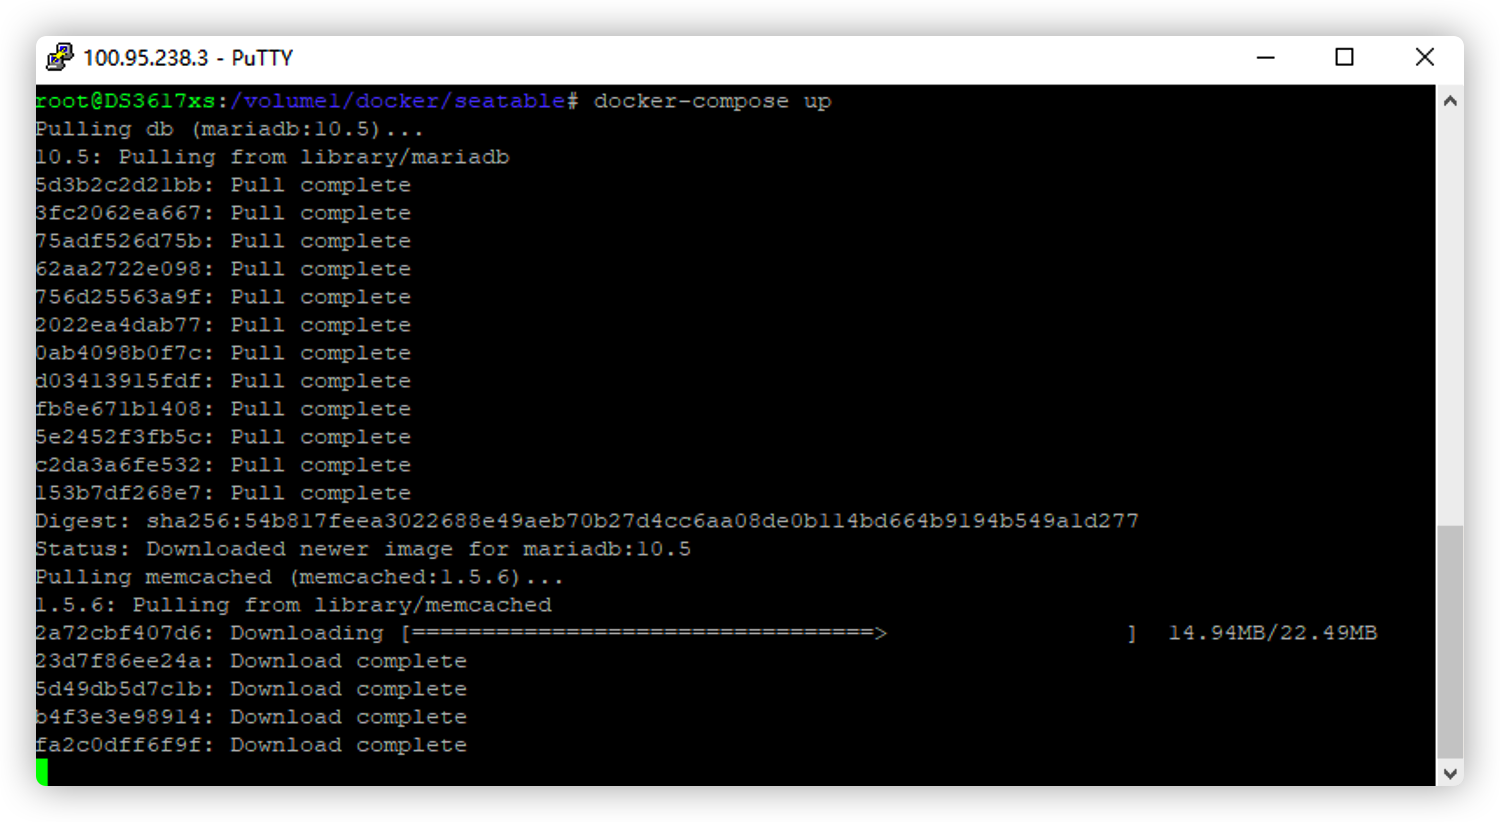 100.95.238.3 - PuTTY
root@DS3617xs:/volume1/docker/seatable# docker-compose up
Pulling db (mariadb:10.5)...
10.5: Pulling from library/mariadb
5d3b2c2d21bb: Pull complete
3fc2062ea667: Pull complete
75adf526d75b: Pull complete
62aa2722e098: Pull complete
756d25563a9f: Pull complete
2022ea4dab77: Pull complete
0ab4098b0f7c: Pull complete
d03413915fdf: Pull complete
fb8e671b1408: Pull complete
5e2452f3fb5c: Pull complete
c2da3a6fe532: Pull complete
153b7df268e7: Pull complete
Digest: sha256:54b817feea3022688e49aeb70b27d4cc6aa08de0b114bd664b9194b549a1d277
Status: Downloaded newer image for mariadb:10.5
Pulling memcached (memcached:1.5.6)...
1.5.6: Pulling from library/memcached
2a72cbf407d6: Downloading [=================================>                 ]  14.94MB/22.49MB
23d7f86ee24a: Download complete
5d49db5d7c1b: Download complete
b4f3e3e98914: Download complete
fa2c0dff6f9f: Download complete